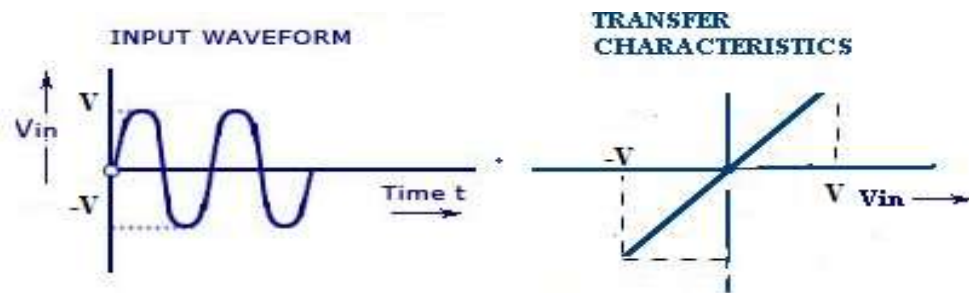 INPUT WAVEFORM
V
Vin
-V
Time t
TRANSFER
CHARACTERISTICS
-V
V Vin